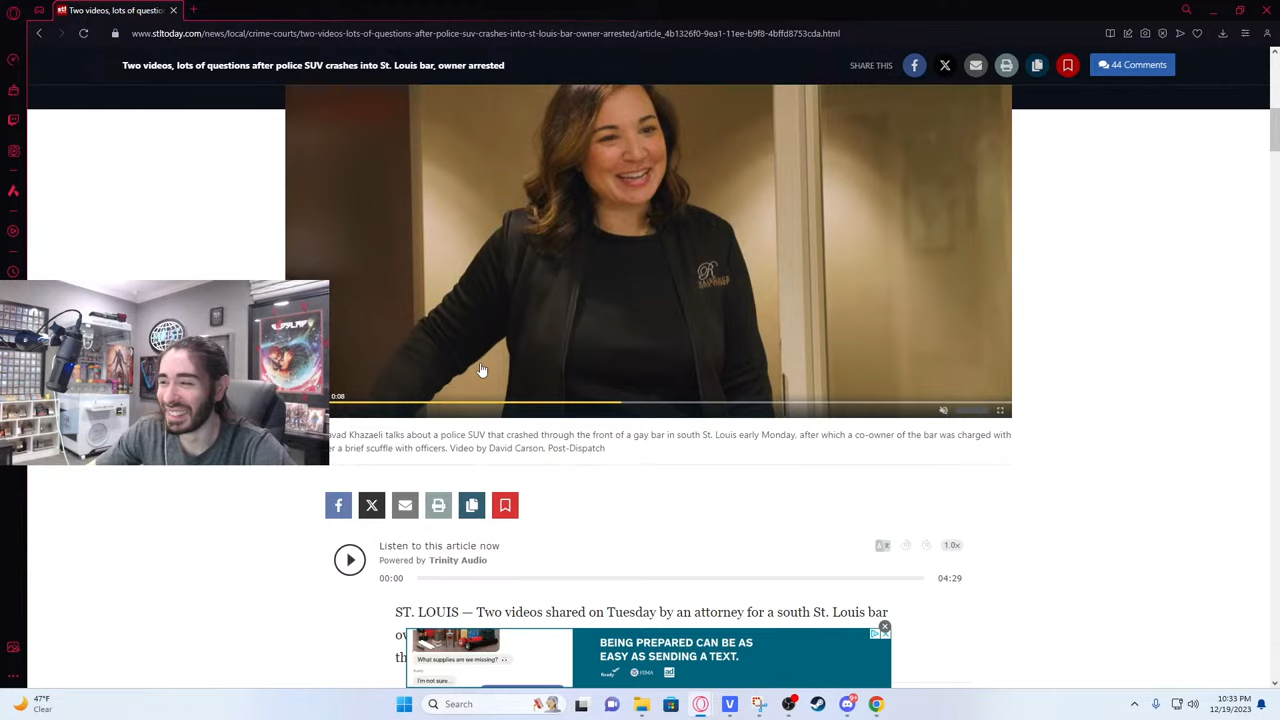 Two videos, lots of questio
www.stltoday.com/news/local/crime-courts/two-videos-lots-of-questions-after-police-suv-crashes-into-st-louis-bar-owner-arrested/article_4b1326f0-9ea1-11ee-b9f8-4bffd8753cda.html
Two videos, lots of questions after police SUV crashes into St. Louis bar, owner arrested
SHARE THIS
44 Comments
R
0:08
avad Khazaeli talks about a police SUV that crashed through the front of a gay bar in south St. Louis early Monday, after which a co-owner of the bar was charged with
er a brief scuffle with officers. Video by David Carson, Post-Dispatch
Listen to this article now
Powered by Trinity Audio
1.0x
00:00
04:29
ST. LOUIS — Two videos shared on Tuesday by an attorney for a south St. Louis bar
ow
th
What supplies are we missing?
I'm not sure...
BEING PREPARED CAN BE AS
EASY AS SENDING A TEXT.
Ready
FEMA
ad
47°F
Clear
Search
10:33 PM
12/19/2023